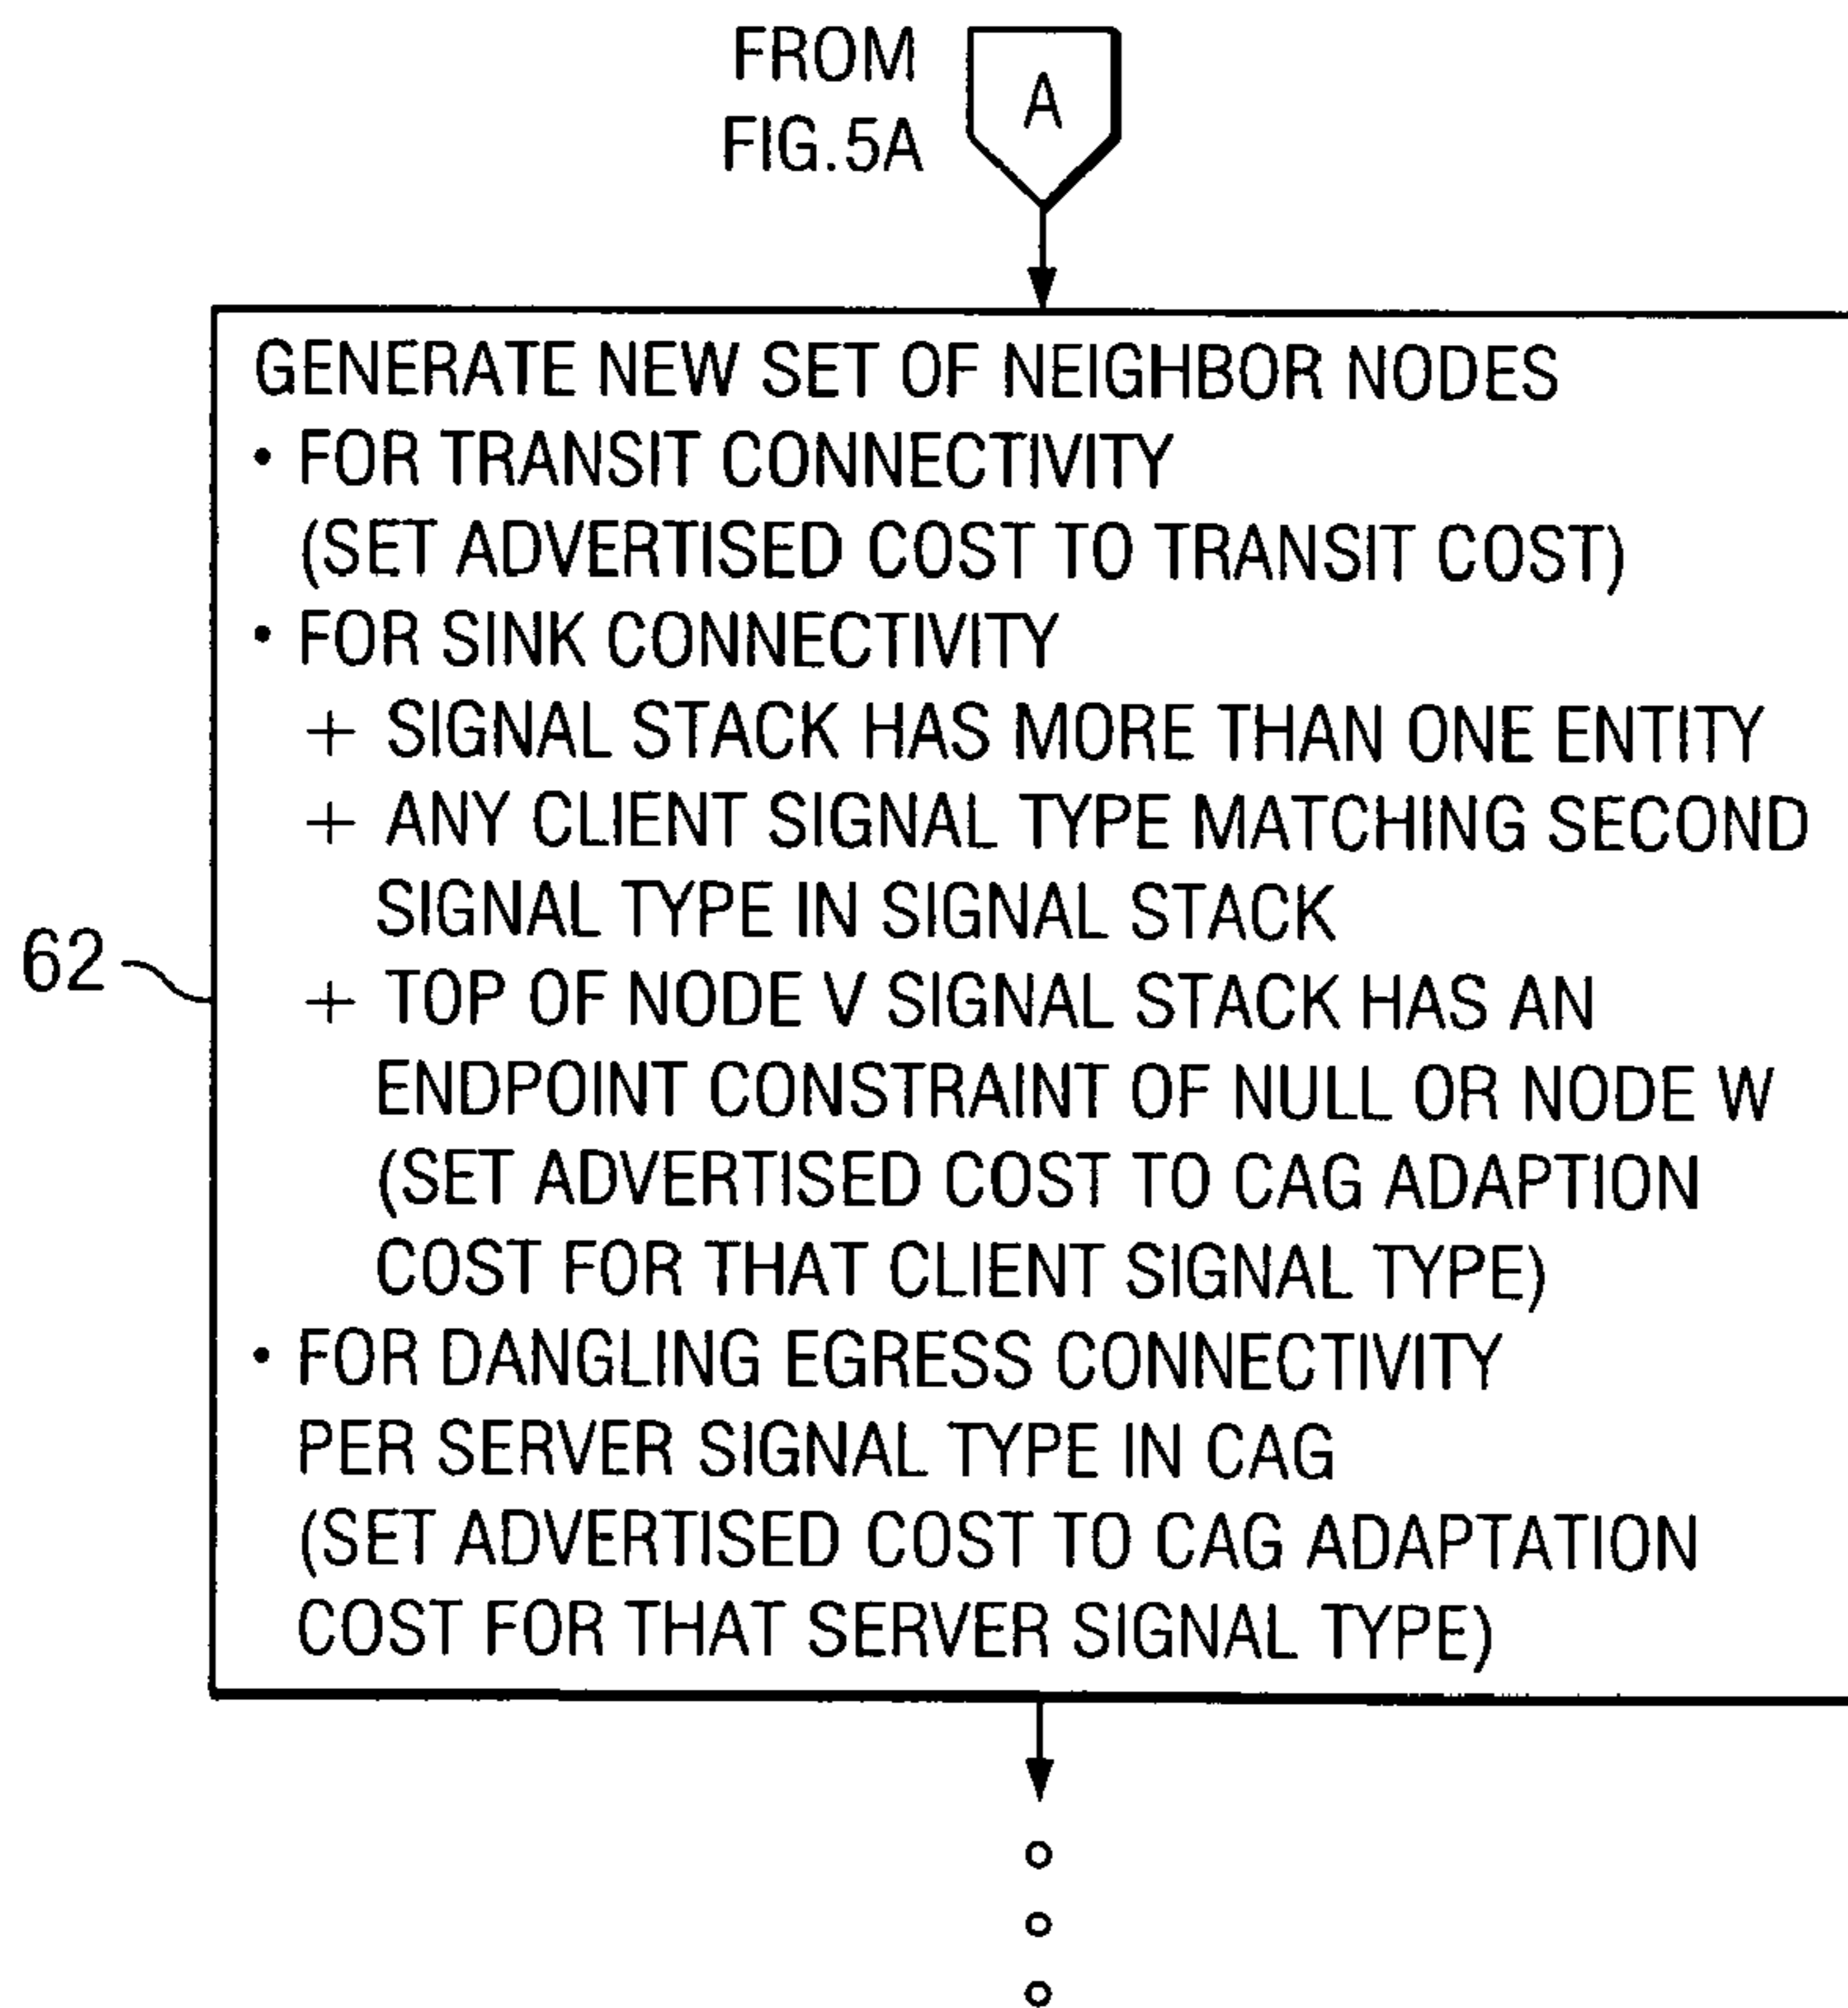 FROM
FIG.5A
A
GENERATE NEW SET OF NEIGHBOR NODES
• FOR TRANSIT CONNECTIVITY
(SET ADVERTISED COST TO TRANSIT COST)
• FOR SINK CONNECTIVITY
+ SIGNAL STACK HAS MORE THAN ONE ENTITY
+ ANY CLIENT SIGNAL TYPE MATCHING SECOND
SIGNAL TYPE IN SIGNAL STACK
+ TOP OF NODE V SIGNAL STACK HAS AN
ENDPOINT CONSTRAINT OF NULL OR NODE W
(SET ADVERTISED COST TO CAG ADAPTION
COST FOR THAT CLIENT SIGNAL TYPE)
• FOR DANGLING EGRESS CONNECTIVITY
PER SERVER SIGNAL TYPE IN CAG
(SET ADVERTISED COST TO CAG ADAPTATION
COST FOR THAT SERVER SIGNAL TYPE)
62